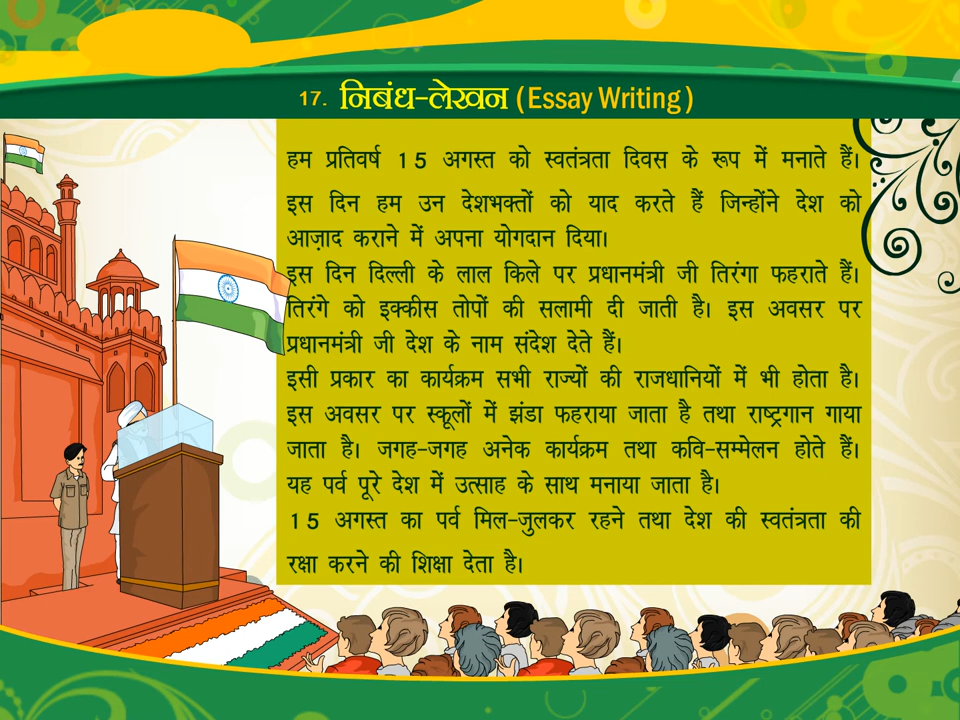 17. निबंध-लेखन (Essay Writing)
हम प्रतिवर्ष 15 अगस्त को स्वतंत्रता दिवस के रूप में मनाते हैं।
इस दिन हम उन देशभक्तों को याद करते हैं जिन्होंने देश को
आज़ाद कराने में अपना योगदान दिया।
इस दिन दिल्ली के लाल किले पर प्रधानमंत्री जी तिरंगा फहराते हैं।
तिरंगे को इक्कीस तोपों की सलामी दी जाती है। इस अवसर पर
प्रधानमंत्री जी देश के नाम संदेश देते हैं।
इसी प्रकार का कार्यक्रम सभी राज्यों की राजधानियों में भी होता है।
इस अवसर पर स्कूलों में झंडा फहराया जाता है तथा राष्ट्रगान गाया
जाता है। जगह-जगह अनेक कार्यक्रम तथा कवि-सम्मेलन होते हैं।
यह पर्व पूरे देश में उत्साह के साथ मनाया जाता है।
15 अगस्त का पर्व मिल-जुलकर रहने तथा देश की स्वतंत्रता की
रक्षा करने की शिक्षा देता है।